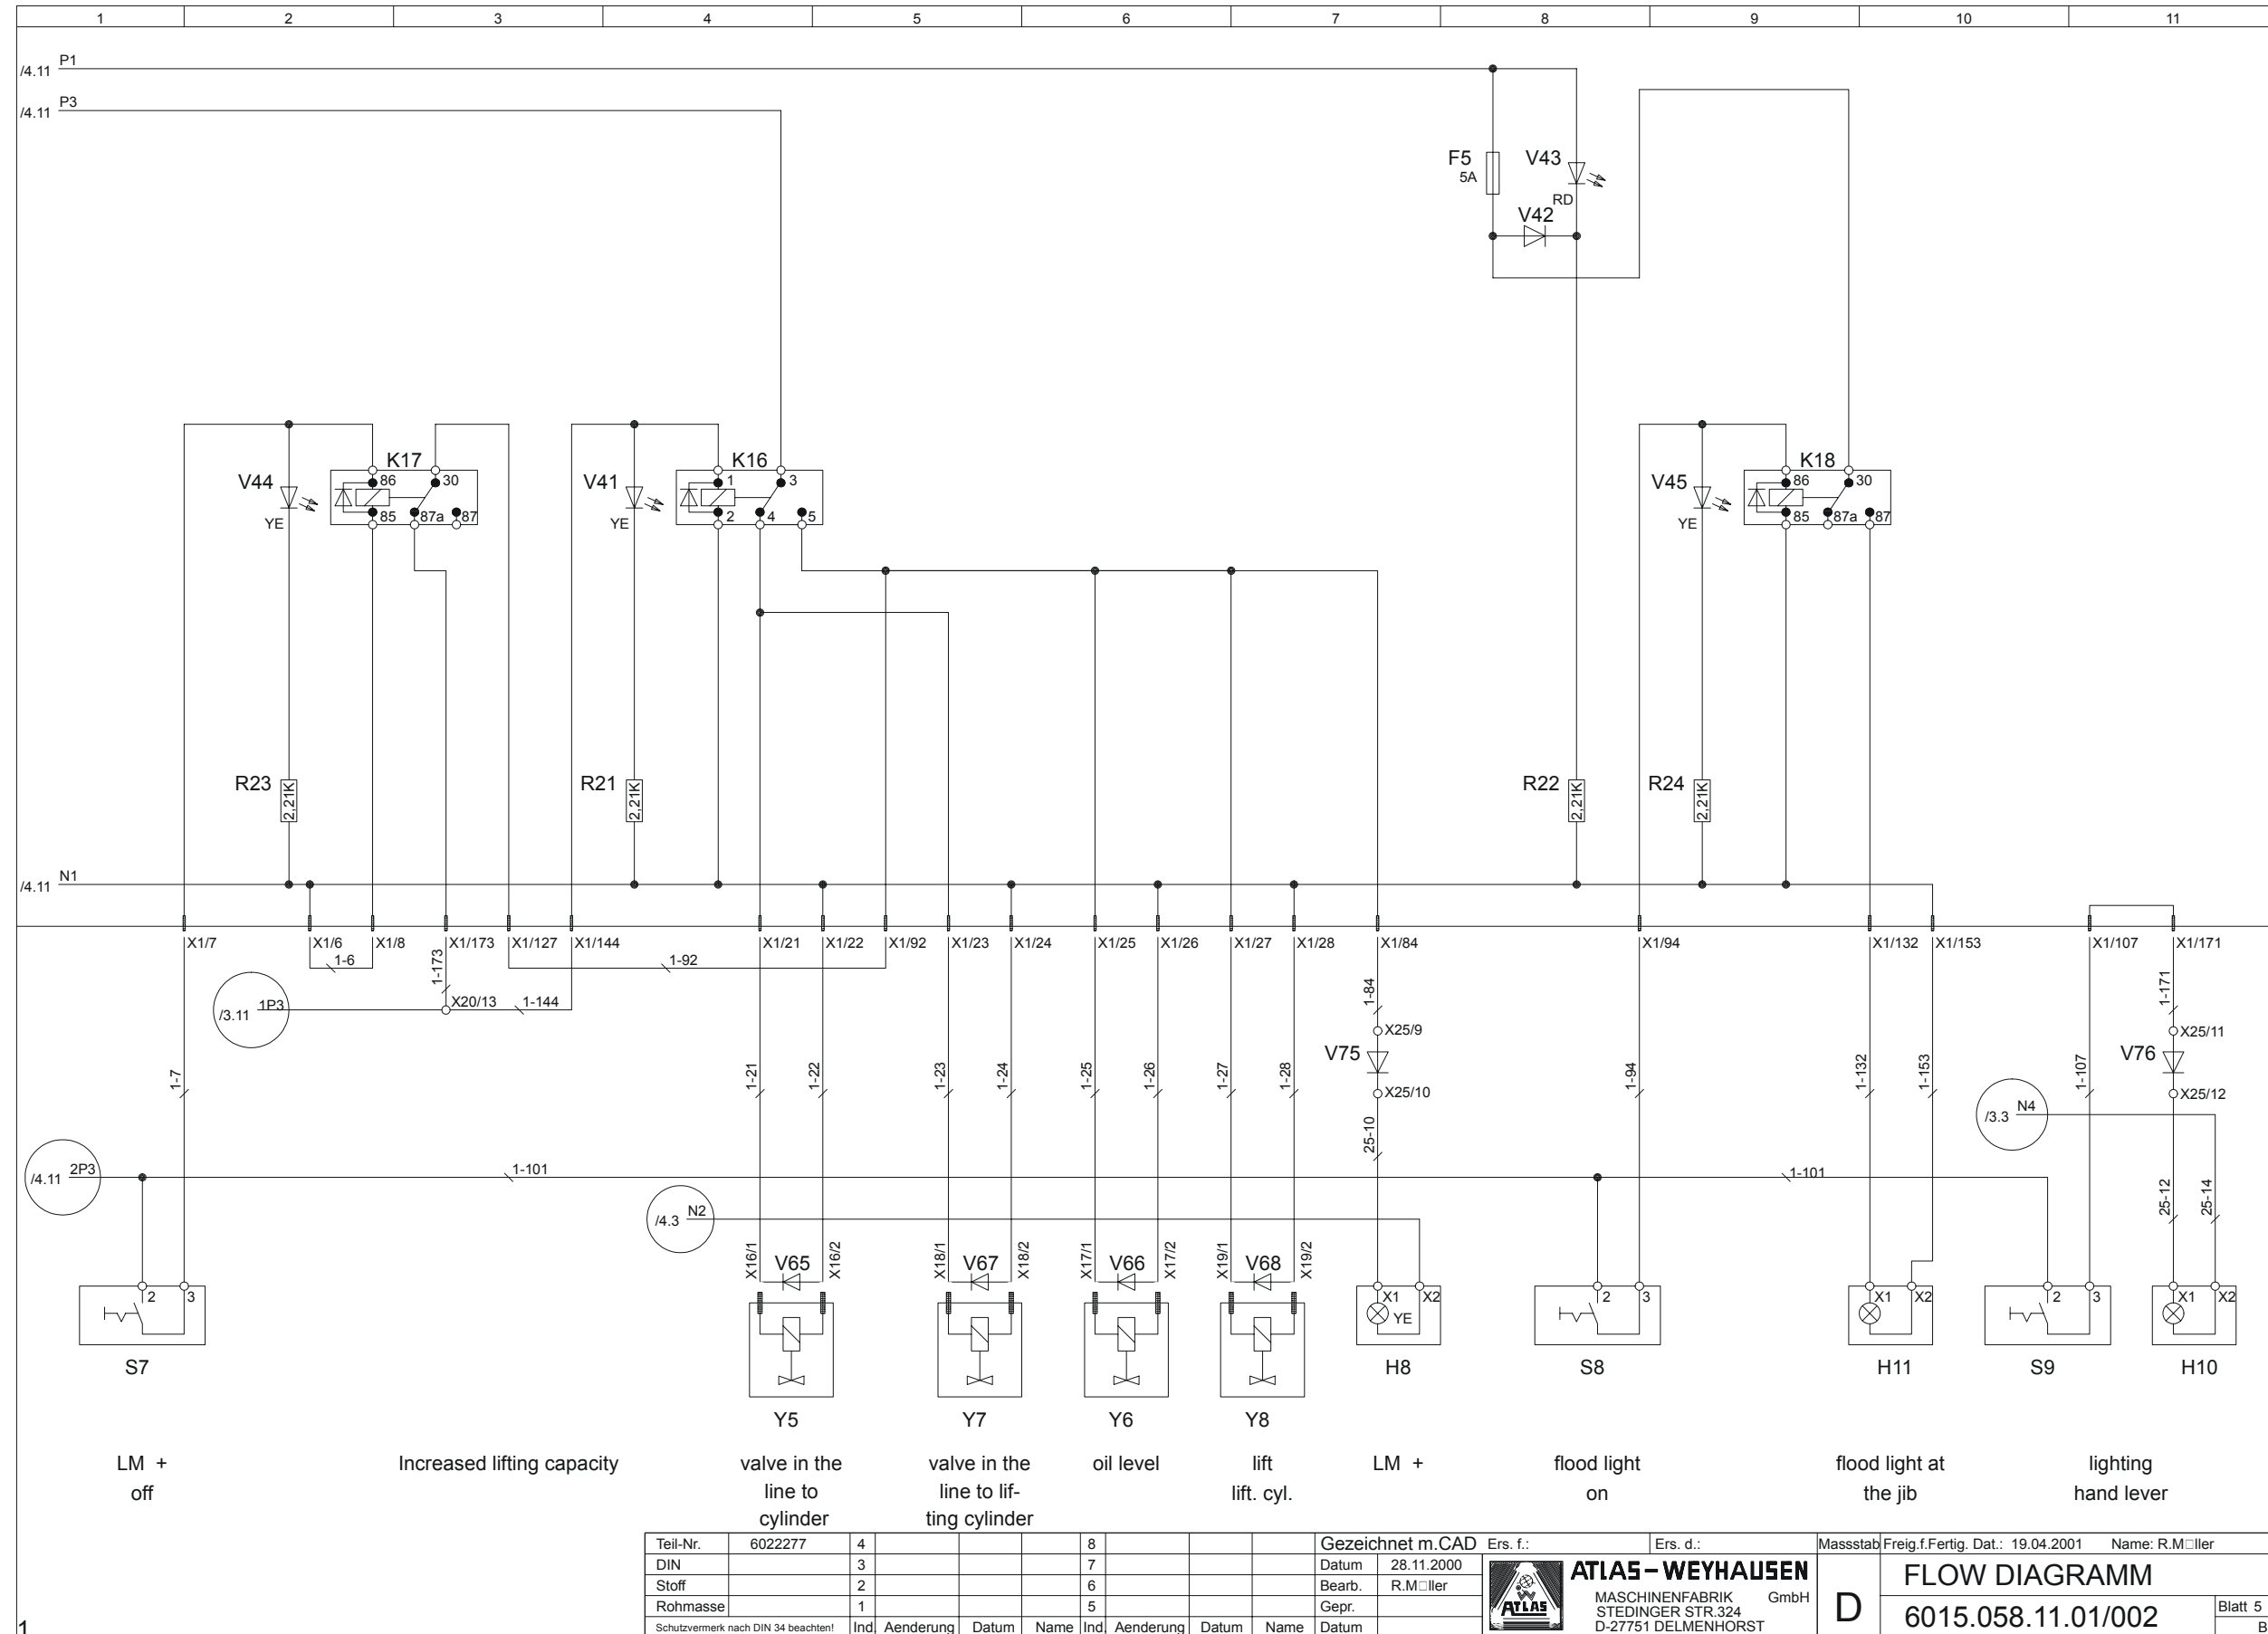 1 2 3 4 5 6 7 8 9 10 11
/4.11 P1
/4.11 P3
F5 V43
5A
RD
V42
K17 K16 K18
V44 86 30 V41 1 3 V45 86 30
YE 85 87a 87 YE 2 4 5 YE 85 87a 87
R23 2,21K R21 2,21K R22 2,21K R24 2,21K
/4.11 N1
X1/7 X1/6 X1/8 X1/173 X1/127 X1/144 X1/21 X1/22 X1/92 X1/23 X1/24 X1/25 X1/26 X1/27 X1/28 X1/84 X1/94 X1/132 X1/153 X1/107 X1/171
1-6 1-173 1-92
/3.11 1P3 X20/13 1-144 1-84 1-171
X25/9 X25/11
V75 V76
1-7 1-21 1-22 1-23 1-24 1-25 1-26 1-27 1-28 1-94 1-132 1-153 1-107
X25/10 X25/12
/3.3 N4
25-10
/4.11 2P3 1-101 1-101
25-12 25-14
/4.3 N2
X16/1 V65 X16/2 X18/1 V67 X18/2 X17/1 V66 X17/2 X19/1 V68 X19/2
2 3 X1 X2 2 3 X1 X2 2 3 X1 X2
YE
S7 H8 S8 H11 S9 H10
Y5 Y7 Y6 Y8
LM + Increased lifting capacity valve in the valve in the oil level lift LM + flood light flood light at lighting
off line to line to lif- lift. cyl. on the jib hand lever
cylinder ting cylinder
Teil-Nr. 6022277 4 8 Gezeichnet m.CAD Ers. f.: Ers. d.: Massstab Freig.f.Fertig. Dat.: 19.04.2001 Name: R.M□ller
DIN 3 7 Datum 28.11.2000 ATLAS-WEYHAUSEN FLOW DIAGRAMM
Stoff 2 6 Bearb. R.M□ller MASCHINENFABRIK GmbH D
Rohmasse 1 5 Gepr. ATLAS STEDINGER STR.324 6015.058.11.01/002 Blatt 5
1 Schutzvermerk nach DIN 34 beachten! Ind. Aenderung Datum Name Ind. Aenderung Datum Name Datum D-27751 DELMENHORST B